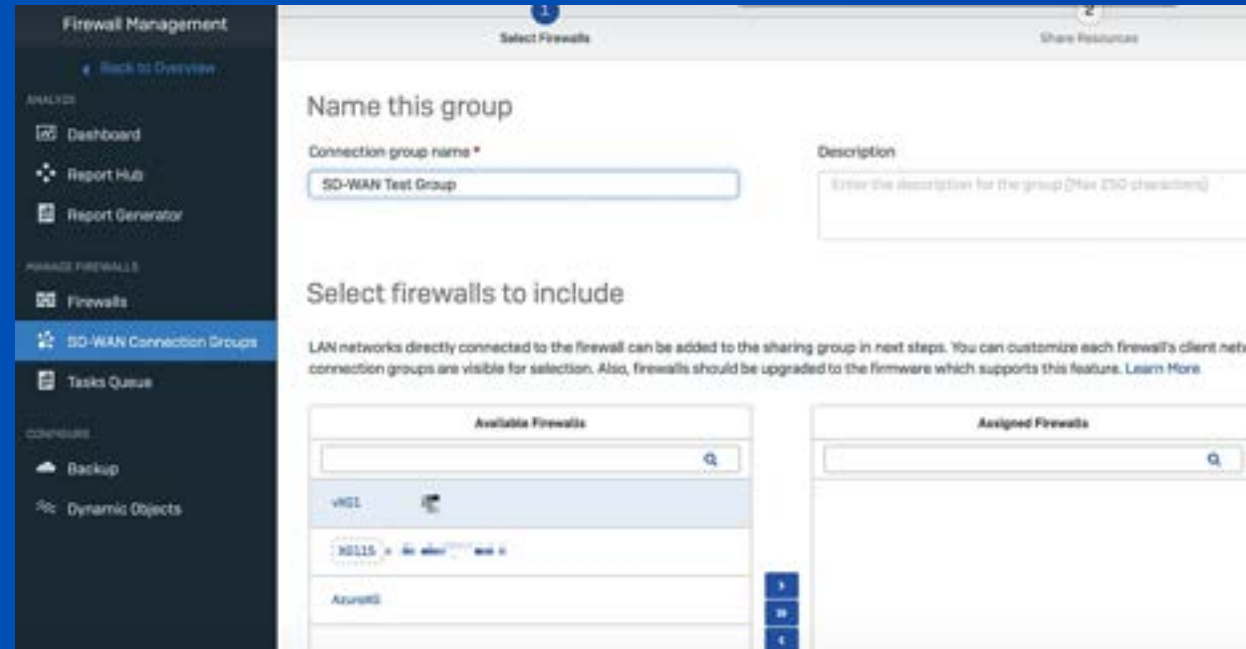 Firewall Management
Back to Overview
ANALYZE
Dashboard
Report Hub
Report Generator
MANAGE FIREWALLS
Firewalls
SD-WAN Connection Groups
Tasks Queue
CONFIGURE
Backup
Dynamic Objects
1
Select Firewalls
2
Share Resources
Name this group
Connection group name *
SD-WAN Test Group
Description
Enter the description for the group (Max 250 characters)
Select firewalls to include
LAN networks directly connected to the firewall can be added to the sharing group in next steps. You can customize each firewall's client net
connection groups are visible for selection. Also, firewalls should be upgraded to the firmware which supports this feature. Learn More
Available Firewalls
vXG1
XG115
AzureXG
Assigned Firewalls